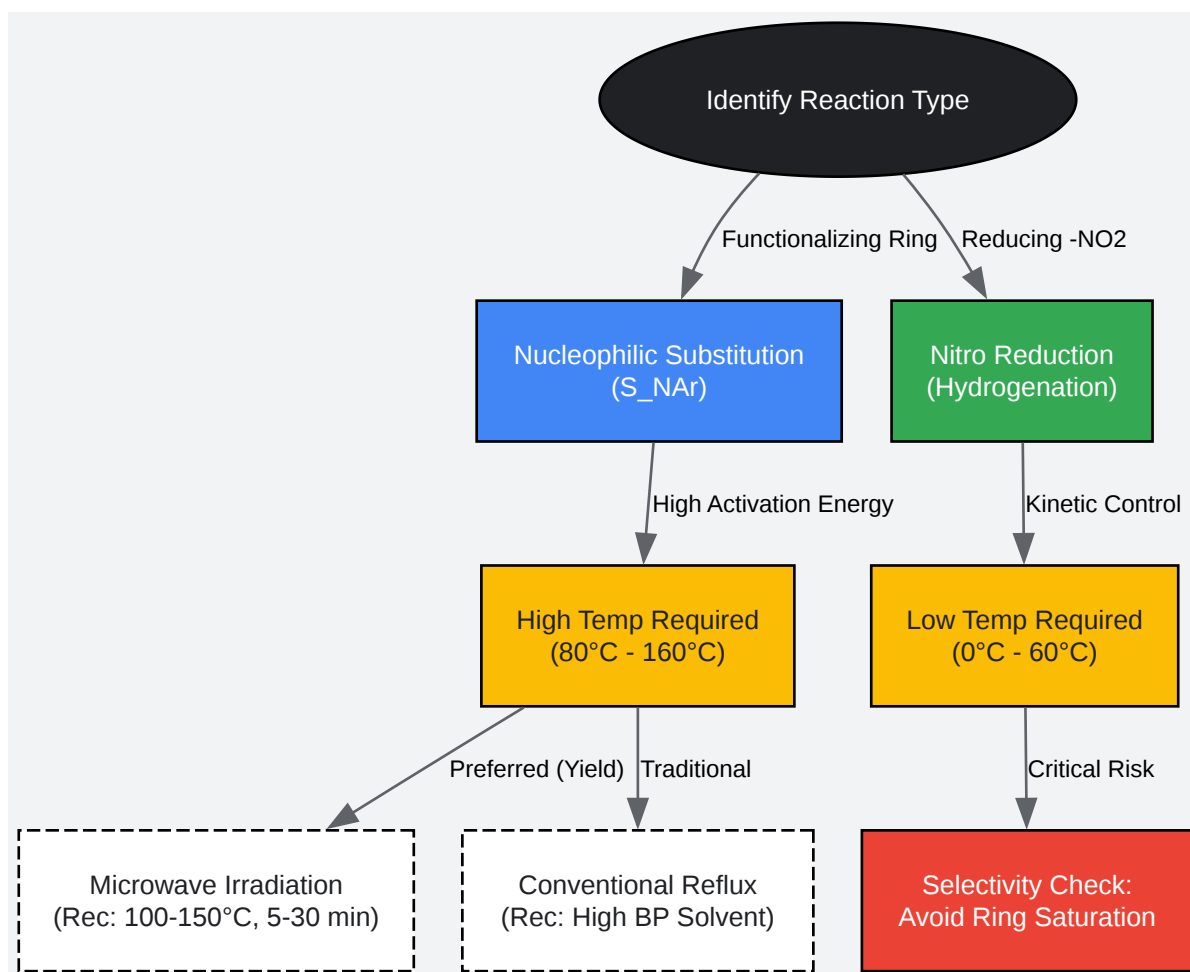 Identify Reaction Type
Functionalizing Ring
Reducing -NO2
Nucleophilic Substitution
(S_NAr)
Nitro Reduction
(Hydrogenation)
High Activation Energy
Kinetic Control
High Temp Required
(80°C - 160°C)
Low Temp Required
(0°C - 60°C)
Preferred (Yield)
Traditional
Critical Risk
Microwave Irradiation
(Rec: 100-150°C, 5-30 min)
Conventional Reflux
(Rec: High BP Solvent)
Selectivity Check:
Avoid Ring Saturation